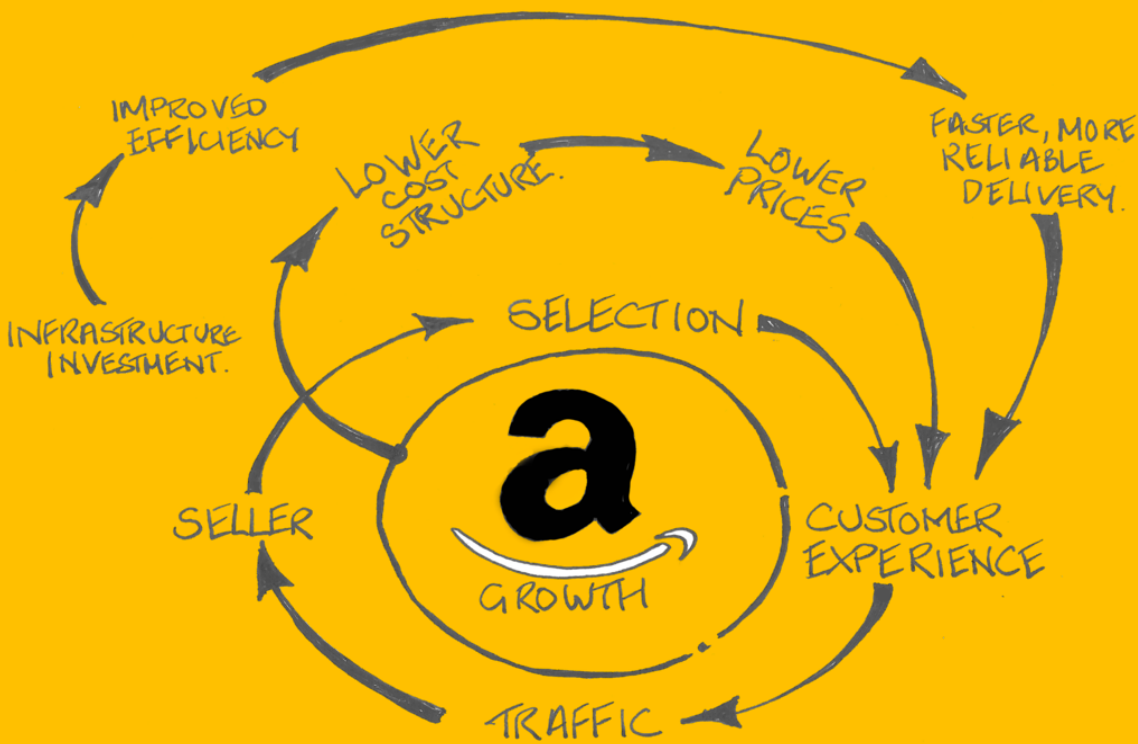 IMPROVED
EFFICIENCY
FASTER, MORE
RELIABLE
DELIVERY.
LOWER
COST
STRUCTURE.
LOWER
PRICES
INFRASTRUCTURE
INVESTMENT.
SELECTION
a
SELLER
GROWTH
CUSTOMER
EXPERIENCE
TRAFFIC